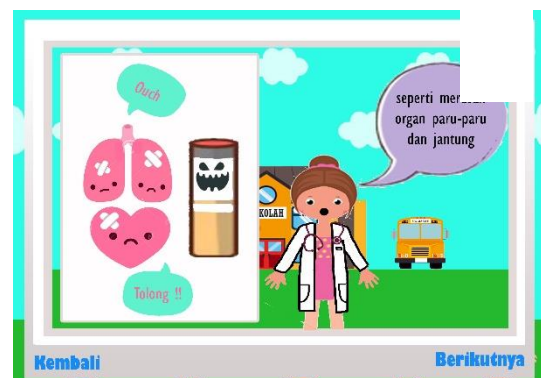 Ouch
seperti
organ paru-paru
dan jantung
KOLAH
Tolong !!
Kembali
Berikutnya